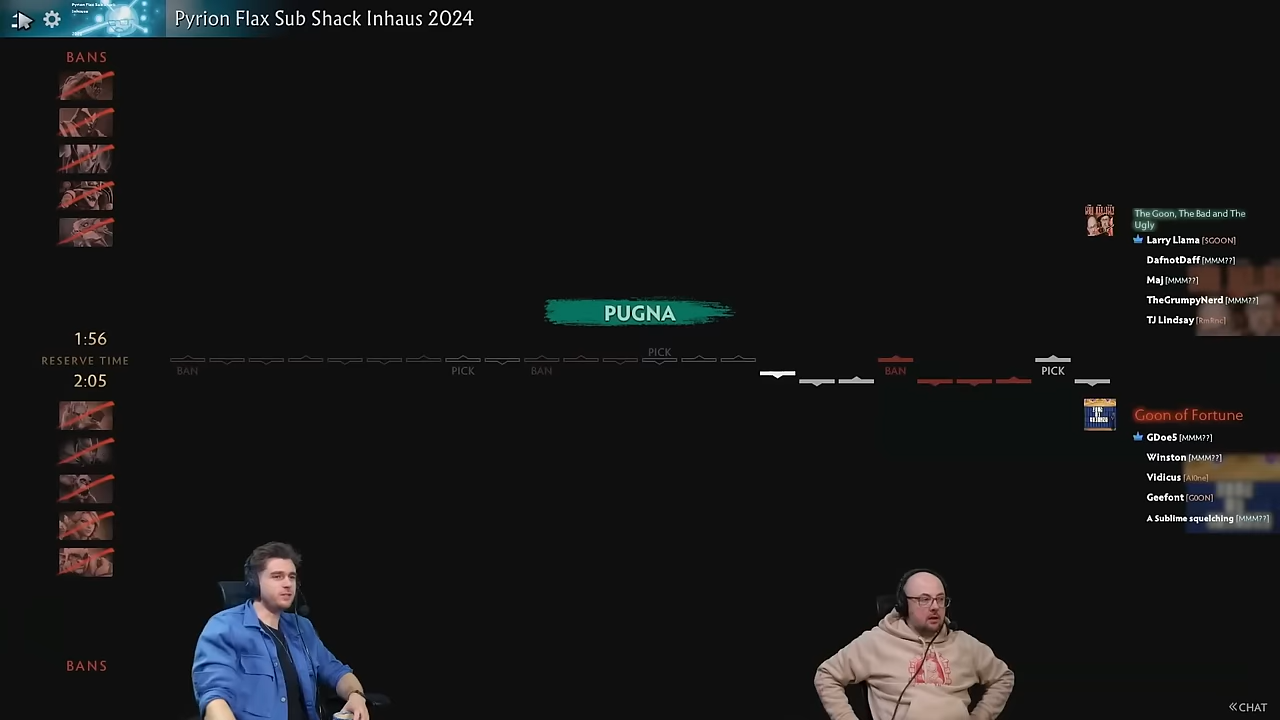 Pyrion Flax Sub Shack Inhaus 2024
BANS
The Goon, The Bad and The
Ugly
Larry Llama [SGOON]
DafnotDaff [MMM??]
Maj [MMM??]
TheGrumpyNerd [MMM??]
TJ Lindsay [RmRnc]
PUGNA
1:56
RESERVE TIME
2:05
PICK
BAN
PICK
BAN
BAN
PICK
Goon of Fortune
GDoe5 [MMM??]
Winston [MMM??]
Vidicus [Al0ne]
Geefont [GOON]
A Sublime squelching [MMM??]
BANS
CHAT